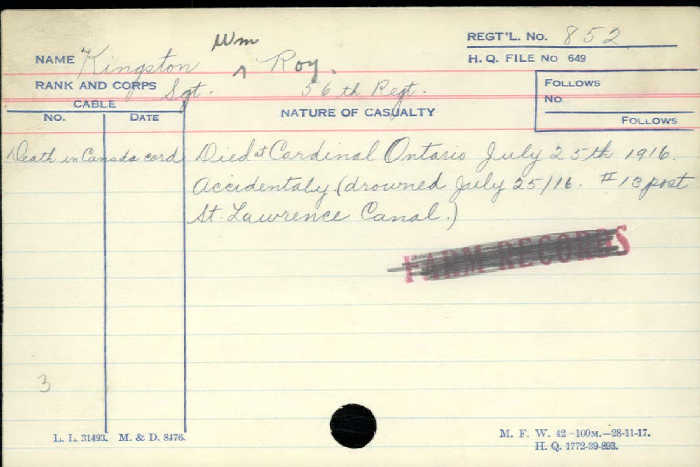 REGT'L. No. 852
NAME Kingston Wm Roy.
H. Q. FILE No 649
RANK AND CORPS Sgt. 56th Regt.
FOLLOWS
CABLE
No.
NATURE OF CASUALTY
NO. DATE
FOLLOWS
Death in Canada card Died at Cardinal Ontario July 25th 1916.
Accidentaly (drowned July 25/16. # 13 post
St. Lawrence Canal.)
FARM RECORDS
3
L. L. 31493. M. & D. 8476.
M. F. W. 42-100M.-28-11-17.
H. Q. 1772-39-893.